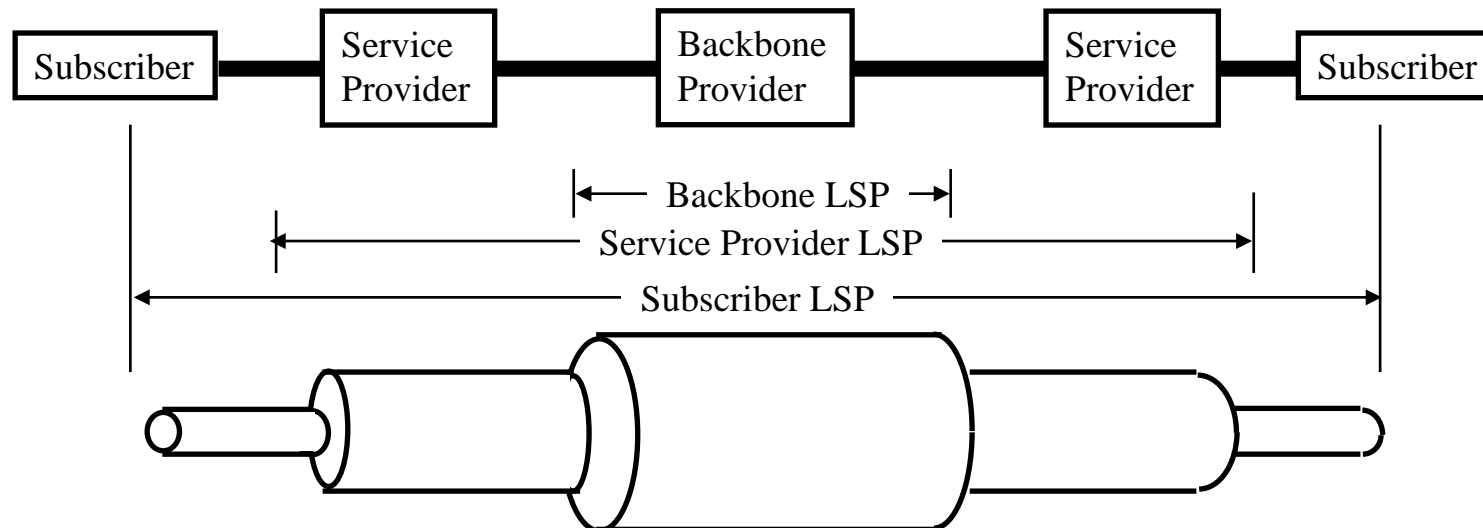 Subscriber
Service
Provider
Backbone
Provider
Service
Provider
Subscriber
Backbone LSP
Service Provider LSP
Subscriber LSP